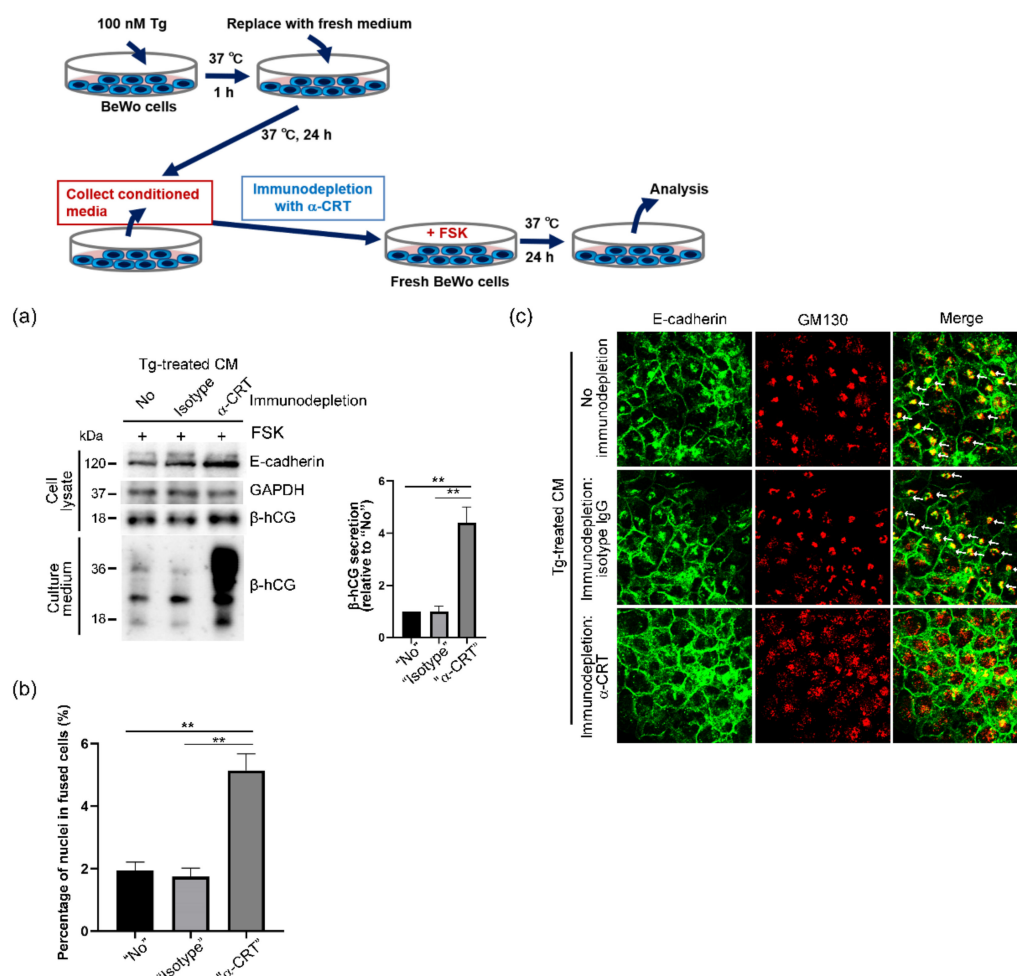 100 nM Tg
Replace with fresh medium
37 ℃
1 h
BeWo cells
37 ℃, 24 h
Collect conditioned
media
Immunodepletion
with α-CRT
Analysis
+ FSK
37 ℃
24 h
Fresh BeWo cells
(a)
Tg-treated CM
No
Isotype
α-CRT
Immunodepletion
kDa
+
+
+
FSK
Cell
lysate
120
E-cadherin
37
GAPDH
18
β-hCG
Culture
medium
36
β-hCG
18
β-hCG secretion
(relative to “No”)
6
4
2
0
**
**
“No”
“Isotype”
“α-CRT”
(b)
Percentage of nuclei in fused cells (%)
6
4
2
0
**
**
“No”
“Isotype”
“α-CRT”
(c)
E-cadherin
GM130
Merge
Tg-treated CM
No
immunodepletion
Immunodepletion:
isotype IgG
Immunodepletion:
α-CRT